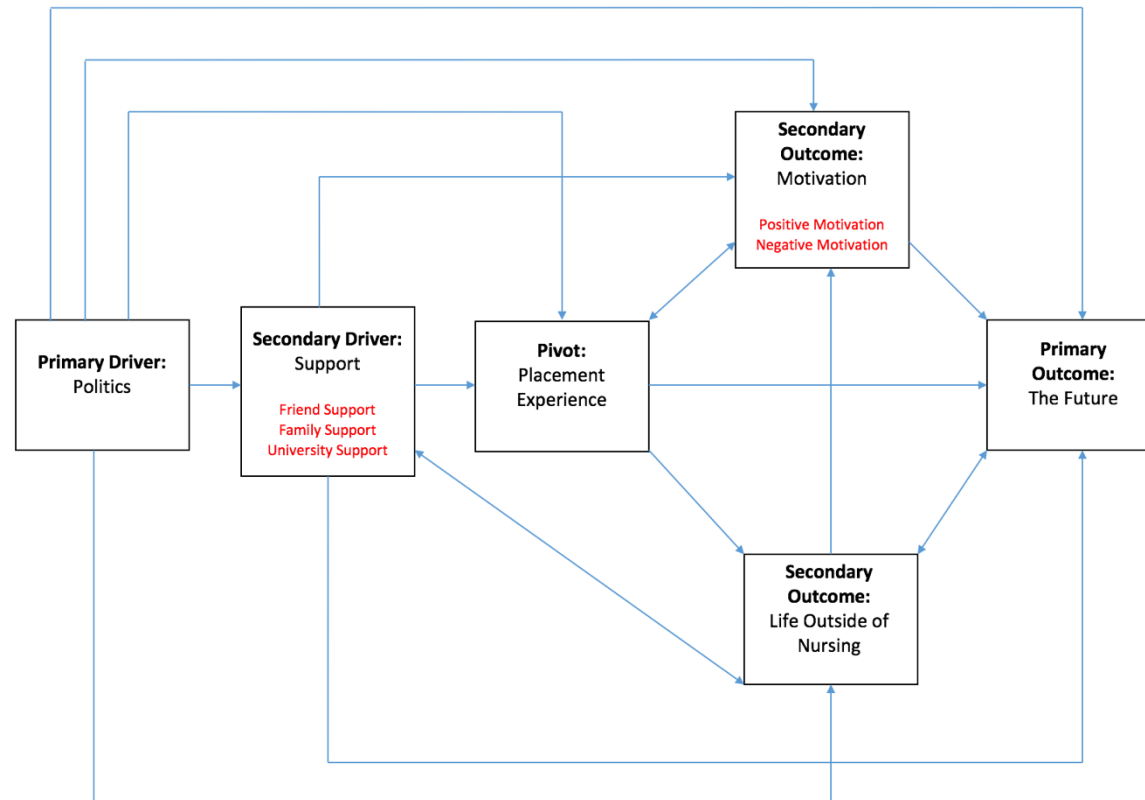 Primary Driver:
Politics
Secondary Driver:
Support
Friend Support
Family Support
University Support
Pivot:
Placement
Experience
Secondary
Outcome:
Motivation
Positive Motivation
Negative Motivation
Secondary
Outcome:
Life Outside of
Nursing
Primary
Outcome:
The Future